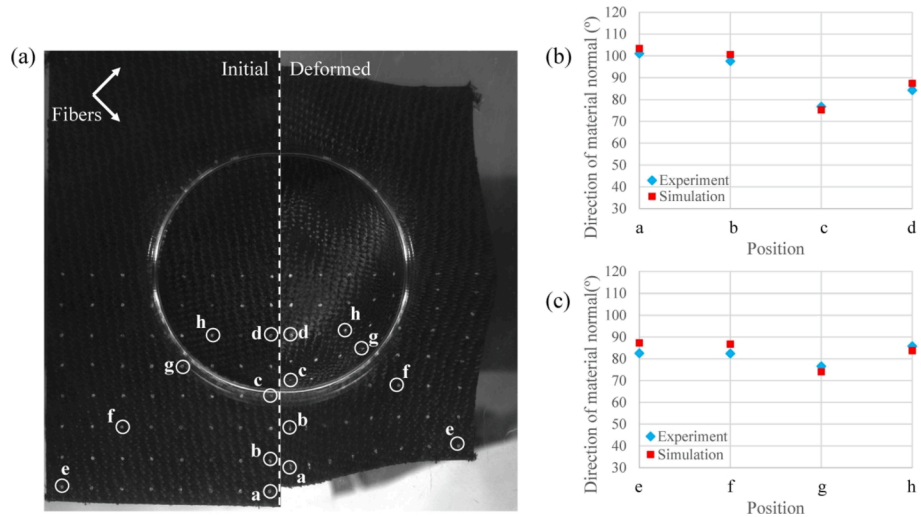 (a)
Initial Deformed
Fibers
h d d h
g g
c c
f f
b b
e e
a a
(b)
Direction of material normal (°)
120
110
100
90
80
70
60
50
40
30
Experiment
Simulation
a b c d
Position
(c)
Direction of material normal(°)
120
110
100
90
80
70
60
50
40
30
Experiment
Simulation
e f g h
Position